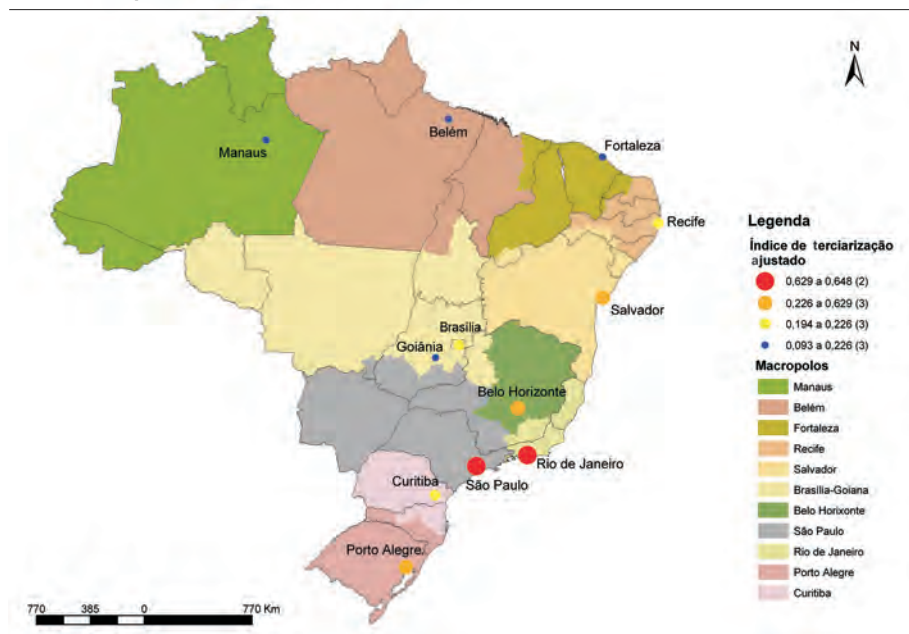 N
Belém
Manaus
Fortaleza
Recife
Salvador
Brasília
Goiânia
Belo Horizonte
Rio de Janeiro
São Paulo
Curitiba
Porto Alegre
Legenda
Índice de terciarização
ajustado
0,629 a 0,648 (2)
0,226 a 0,629 (3)
0,194 a 0,226 (3)
0,093 a 0,226 (3)
Macropolos
Manaus
Belém
Fortaleza
Recife
Salvador
Brasília-Goiana
Belo Horixonte
São Paulo
Rio de Janeiro
Porto Alegre
Curitiba
770 385 0 770 Km